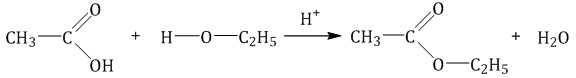 O O
CH₃—C + H—O—C₂H₅ H⁺ CH₃—C + H₂O
OH O—C₂H₅